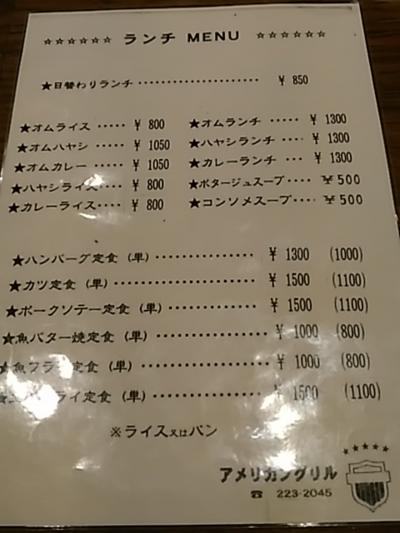 ☆☆☆☆☆☆ ランチ MENU ☆☆☆☆☆☆
★日替わりランチ ····················· ¥ 850
★オムライス ····· ¥ 800
★オムハヤシ ····· ¥ 1050
★オムカレー ····· ¥ 1050
★ハヤシライス····· ¥ 800
★カレーライス····· ¥ 800
★オムランチ ···· ¥ 1300
★ハヤシランチ ··· ¥ 1300
★カレーランチ ··· ¥ 1300
★ポタージュスープ···· ¥500
★コンソメスープ···· ¥500
★ハンバーグ定食 (単) ················ ¥ 1300 (1000)
★カツ定食 (単) ···················· ¥ 1500 (1100)
★ポークソテー定食 (単) ·············· ¥ 1500 (1100)
★魚バター焼定食 (単) ················ ¥ 1000 (800)
★魚フライ定食 (単) ·················· ¥ 1000 (800)
ライ定食 (単) ·················· ¥ 1500 (1100)
※ライス又はパン
★★★★★
アメリカングリル
☎ 223-2045